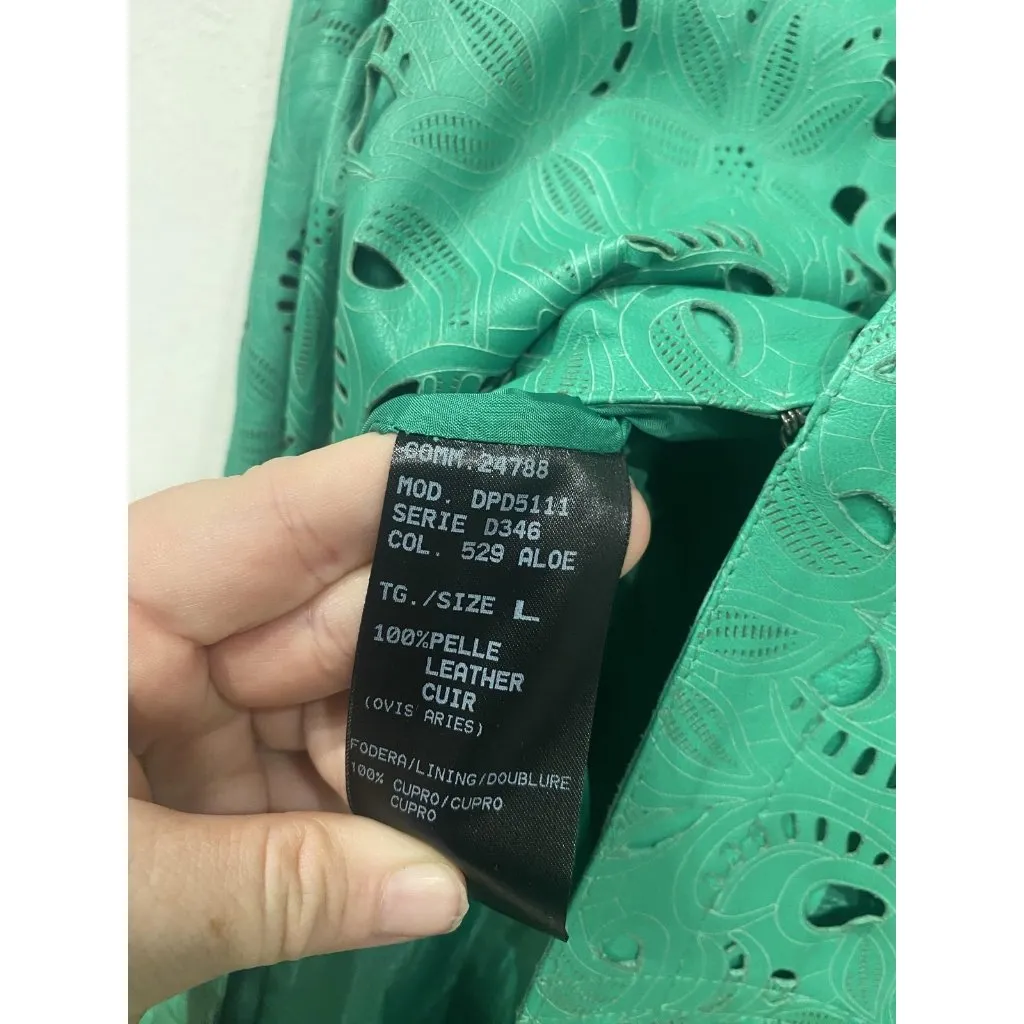 COMM.24788
MOD. DPD5111
SERIE D346
COL. 529 ALOE
TG./SIZE L
100%PELLE
LEATHER
CUIR
(OVIS ARIES)
FODERA/LINING/DOUBLURE
100% CUPRO/CUPRO
CUPRO